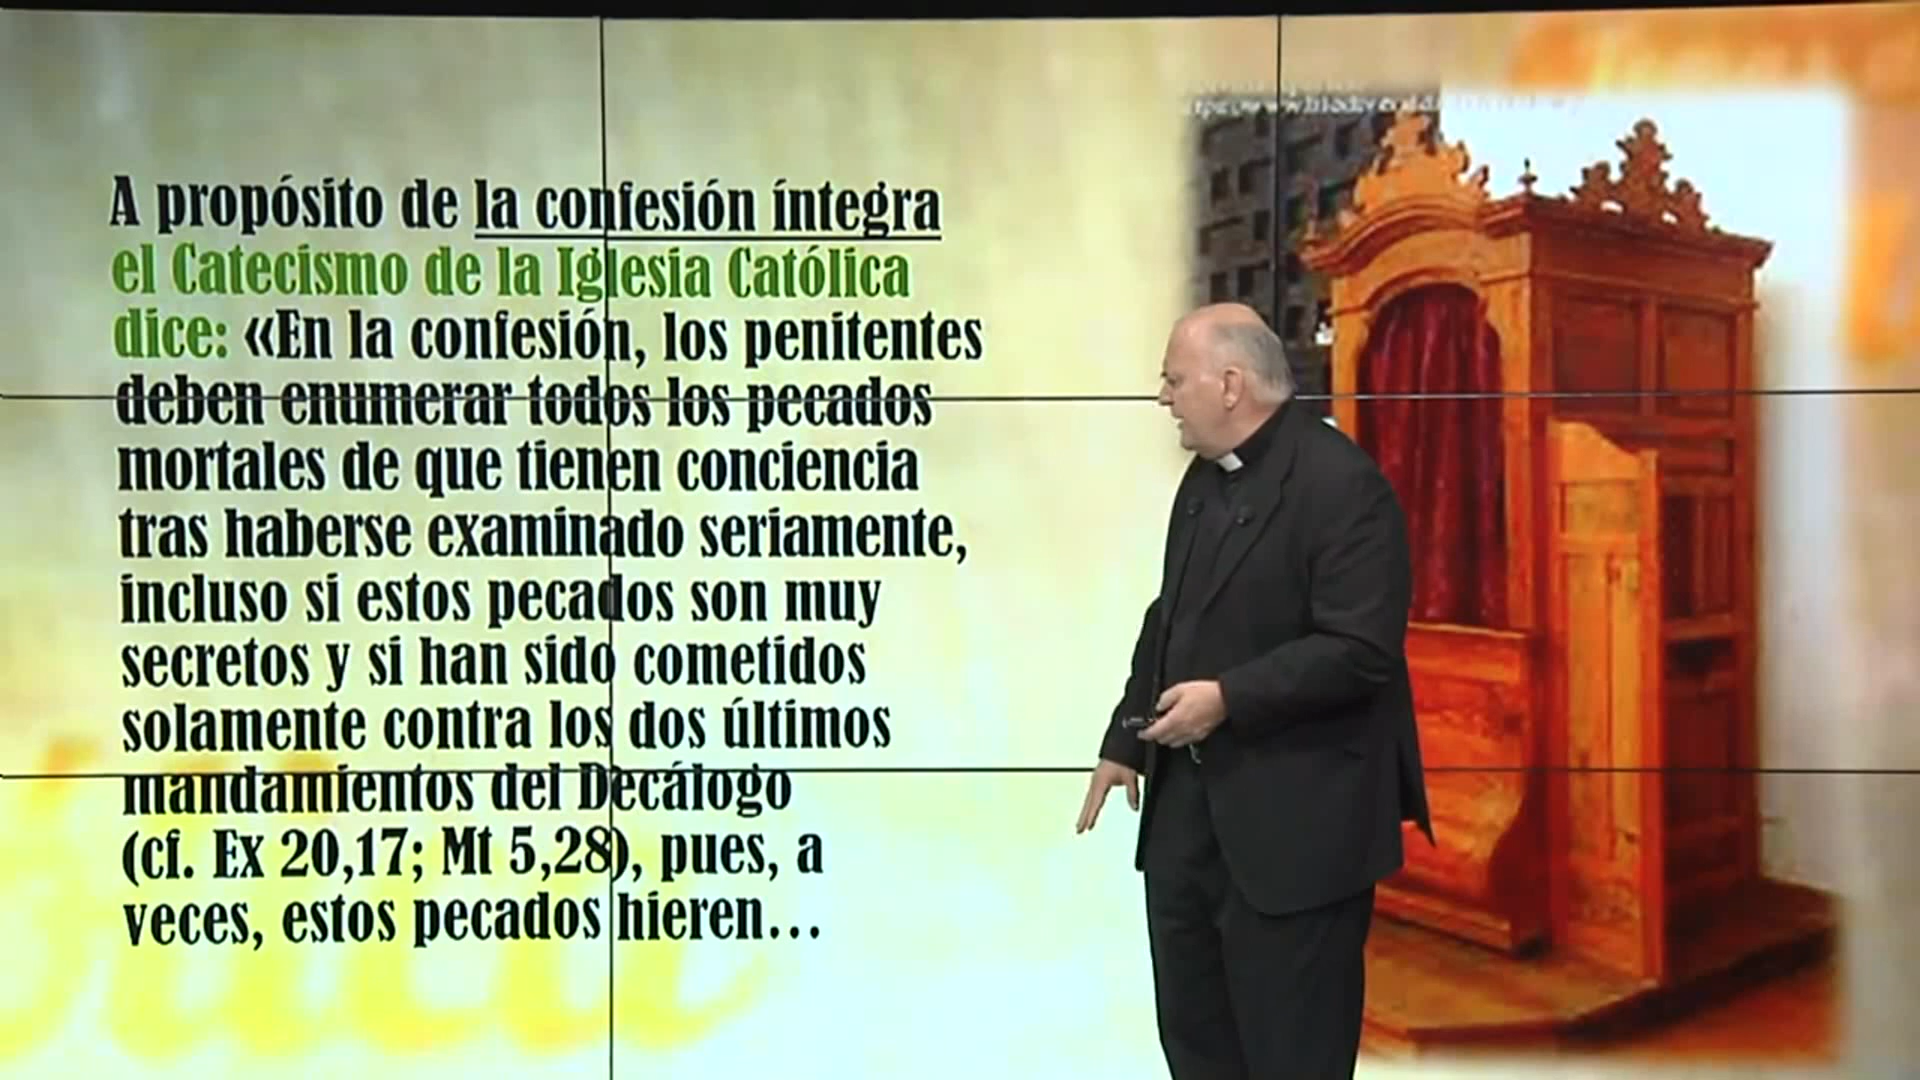 A propósito de la confesión íntegra
el Catecismo de la Iglesia Católica
dice: «En la confesión, los penitentes
deben enumerar todos los pecados
mortales de que tienen conciencia
tras haberse examinado seriamente,
incluso si estos pecados son muy
secretos y si han sido cometidos
solamente contra los dos últimos
mandamientos del Decálogo
(cf. Ex 20,17; Mt 5,28), pues, a
veces, estos pecados hieren…